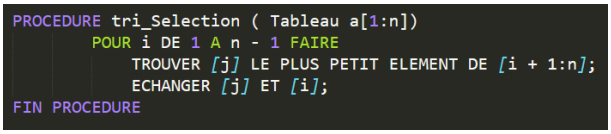 PROCEDURE tri_Selection ( Tableau a[1:n])
POUR i DE 1 A n - 1 FAIRE
TROUVER [j] LE PLUS PETIT ELEMENT DE [i + 1:n];
ECHANGER [j] ET [i];
FIN PROCEDURE